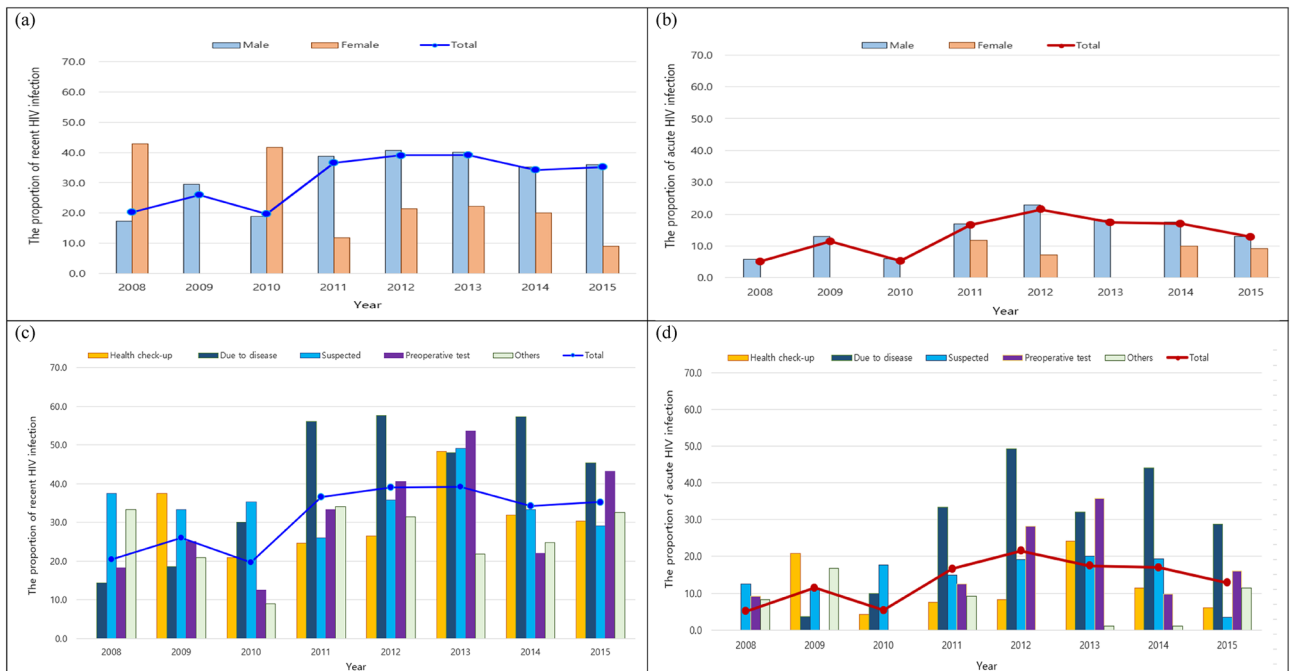 (a)
Male Female Total
The proportion of recent HIV infection
70.0
60.0
50.0
40.0
30.0
20.0
10.0
0.0
2008 2009 2010 2011 2012 2013 2014 2015
Year
(b)
Male Female Total
The proportion of acute HIV infection
70.0
60.0
50.0
40.0
30.0
20.0
10.0
0.0
2008 2009 2010 2011 2012 2013 2014 2015
Year
(c)
Health check-up Due to disease Suspected Preoperative test Others Total
The proportion of recent HIV infection
70.0
60.0
50.0
40.0
30.0
20.0
10.0
0.0
2008 2009 2010 2011 2012 2013 2014 2015
Year
(d)
Health check-up Due to disease Suspected Preoperative test Others Total
The proportion of acute HIV infection
70.0
60.0
50.0
40.0
30.0
20.0
10.0
0.0
2008 2009 2010 2011 2012 2013 2014 2015
Year